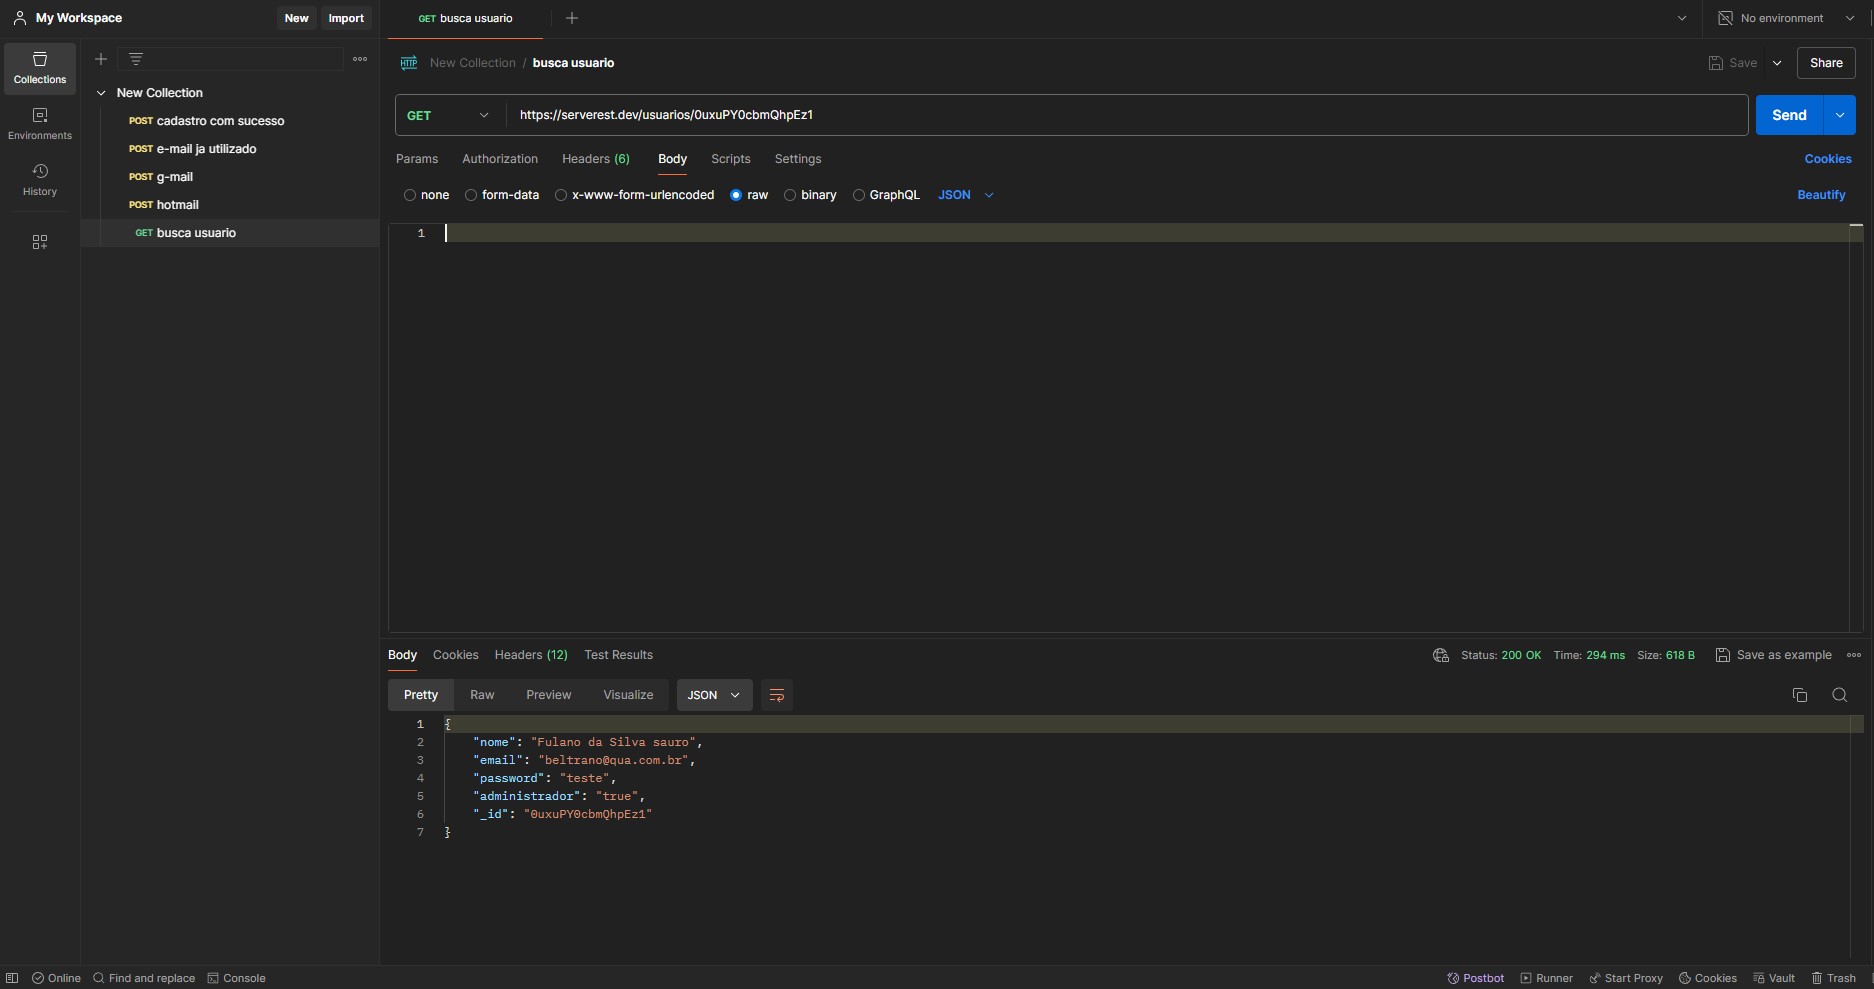 My Workspace
New
Import
GET busca usuario
No environment
Collections
Environments
History
New Collection
POST cadastro com sucesso
POST e-mail ja utilizado
POST g-mail
POST hotmail
GET busca usuario
HTTP New Collection / busca usuario
Save
Share
GET
https://serverest.dev/usuarios/0uxuPY0cbmQhpEz1
Send
Params Authorization Headers (6) Body Scripts Settings
Cookies
none form-data x-www-form-urlencoded raw binary GraphQL JSON
Beautify
1
Body Cookies Headers (12) Test Results
Status: 200 OK Time: 294 ms Size: 618 B
Save as example
Pretty Raw Preview Visualize JSON
1 {
2 "nome": "Fulano da Silva sauro",
3 "email": "beltrano@qua.com.br",
4 "password": "teste",
5 "administrador": "true",
6 "_id": "0uxuPY0cbmQhpEz1"
7 }
Online Find and replace Console
Postbot Runner Start Proxy Cookies Vault Trash